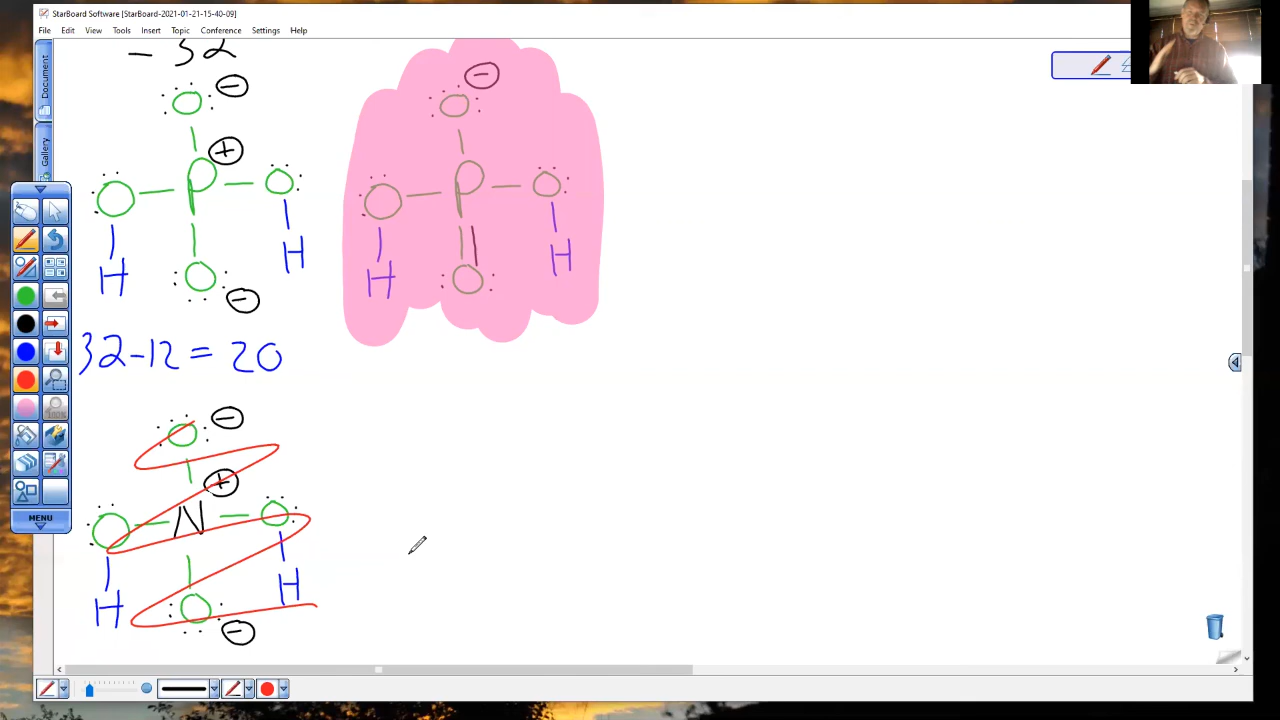 StarBoard Software [StarBoard-2021-01-21-15-40-09]
File Edit View Tools Insert Topic Conference Settings Help
Document
Gallery
- 32
O −
P +
O O
H H
O −
O −
P
O O
H H
O
32-12 = 20
O −
N +
O O
H H
O −
100%
MENU